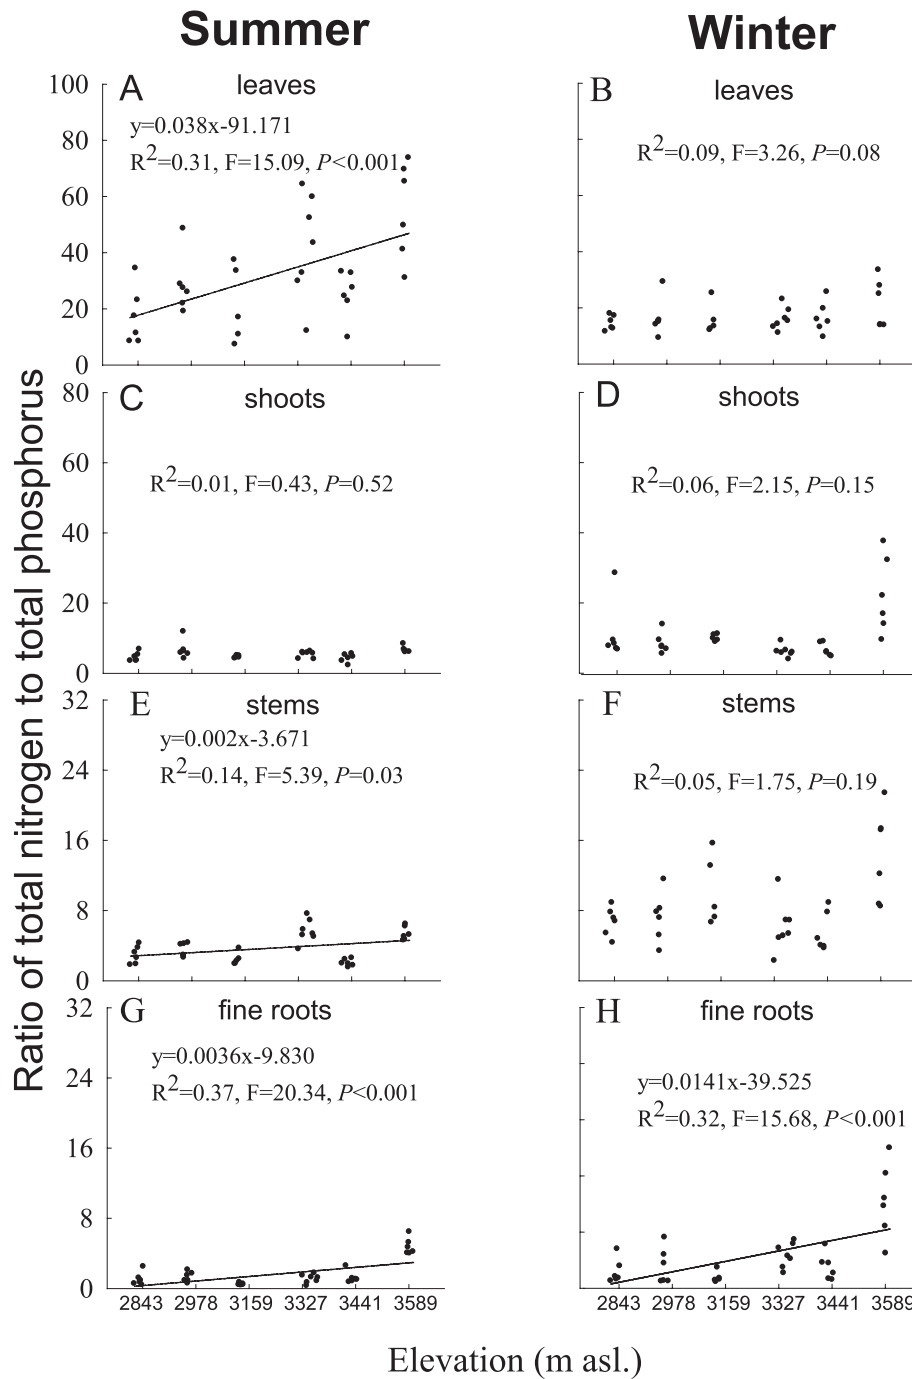 Summer
Winter
Ratio of total nitrogen to total phosphorus
A
leaves
y=0.038x-91.171
R2=0.31, F=15.09, P<0.001
100
80
60
40
20
0
B
leaves
R2=0.09, F=3.26, P=0.08
C
shoots
R2=0.01, F=0.43, P=0.52
80
60
40
20
0
D
shoots
R2=0.06, F=2.15, P=0.15
E
stems
y=0.002x-3.671
R2=0.14, F=5.39, P=0.03
32
24
16
8
0
F
stems
R2=0.05, F=1.75, P=0.19
G
fine roots
y=0.0036x-9.830
R2=0.37, F=20.34, P<0.001
32
24
16
8
0
2843 2978 3159 3327 3441 3589
H
fine roots
y=0.0141x-39.525
R2=0.32, F=15.68, P<0.001
2843 2978 3159 3327 3441 3589
Elevation (m asl.)